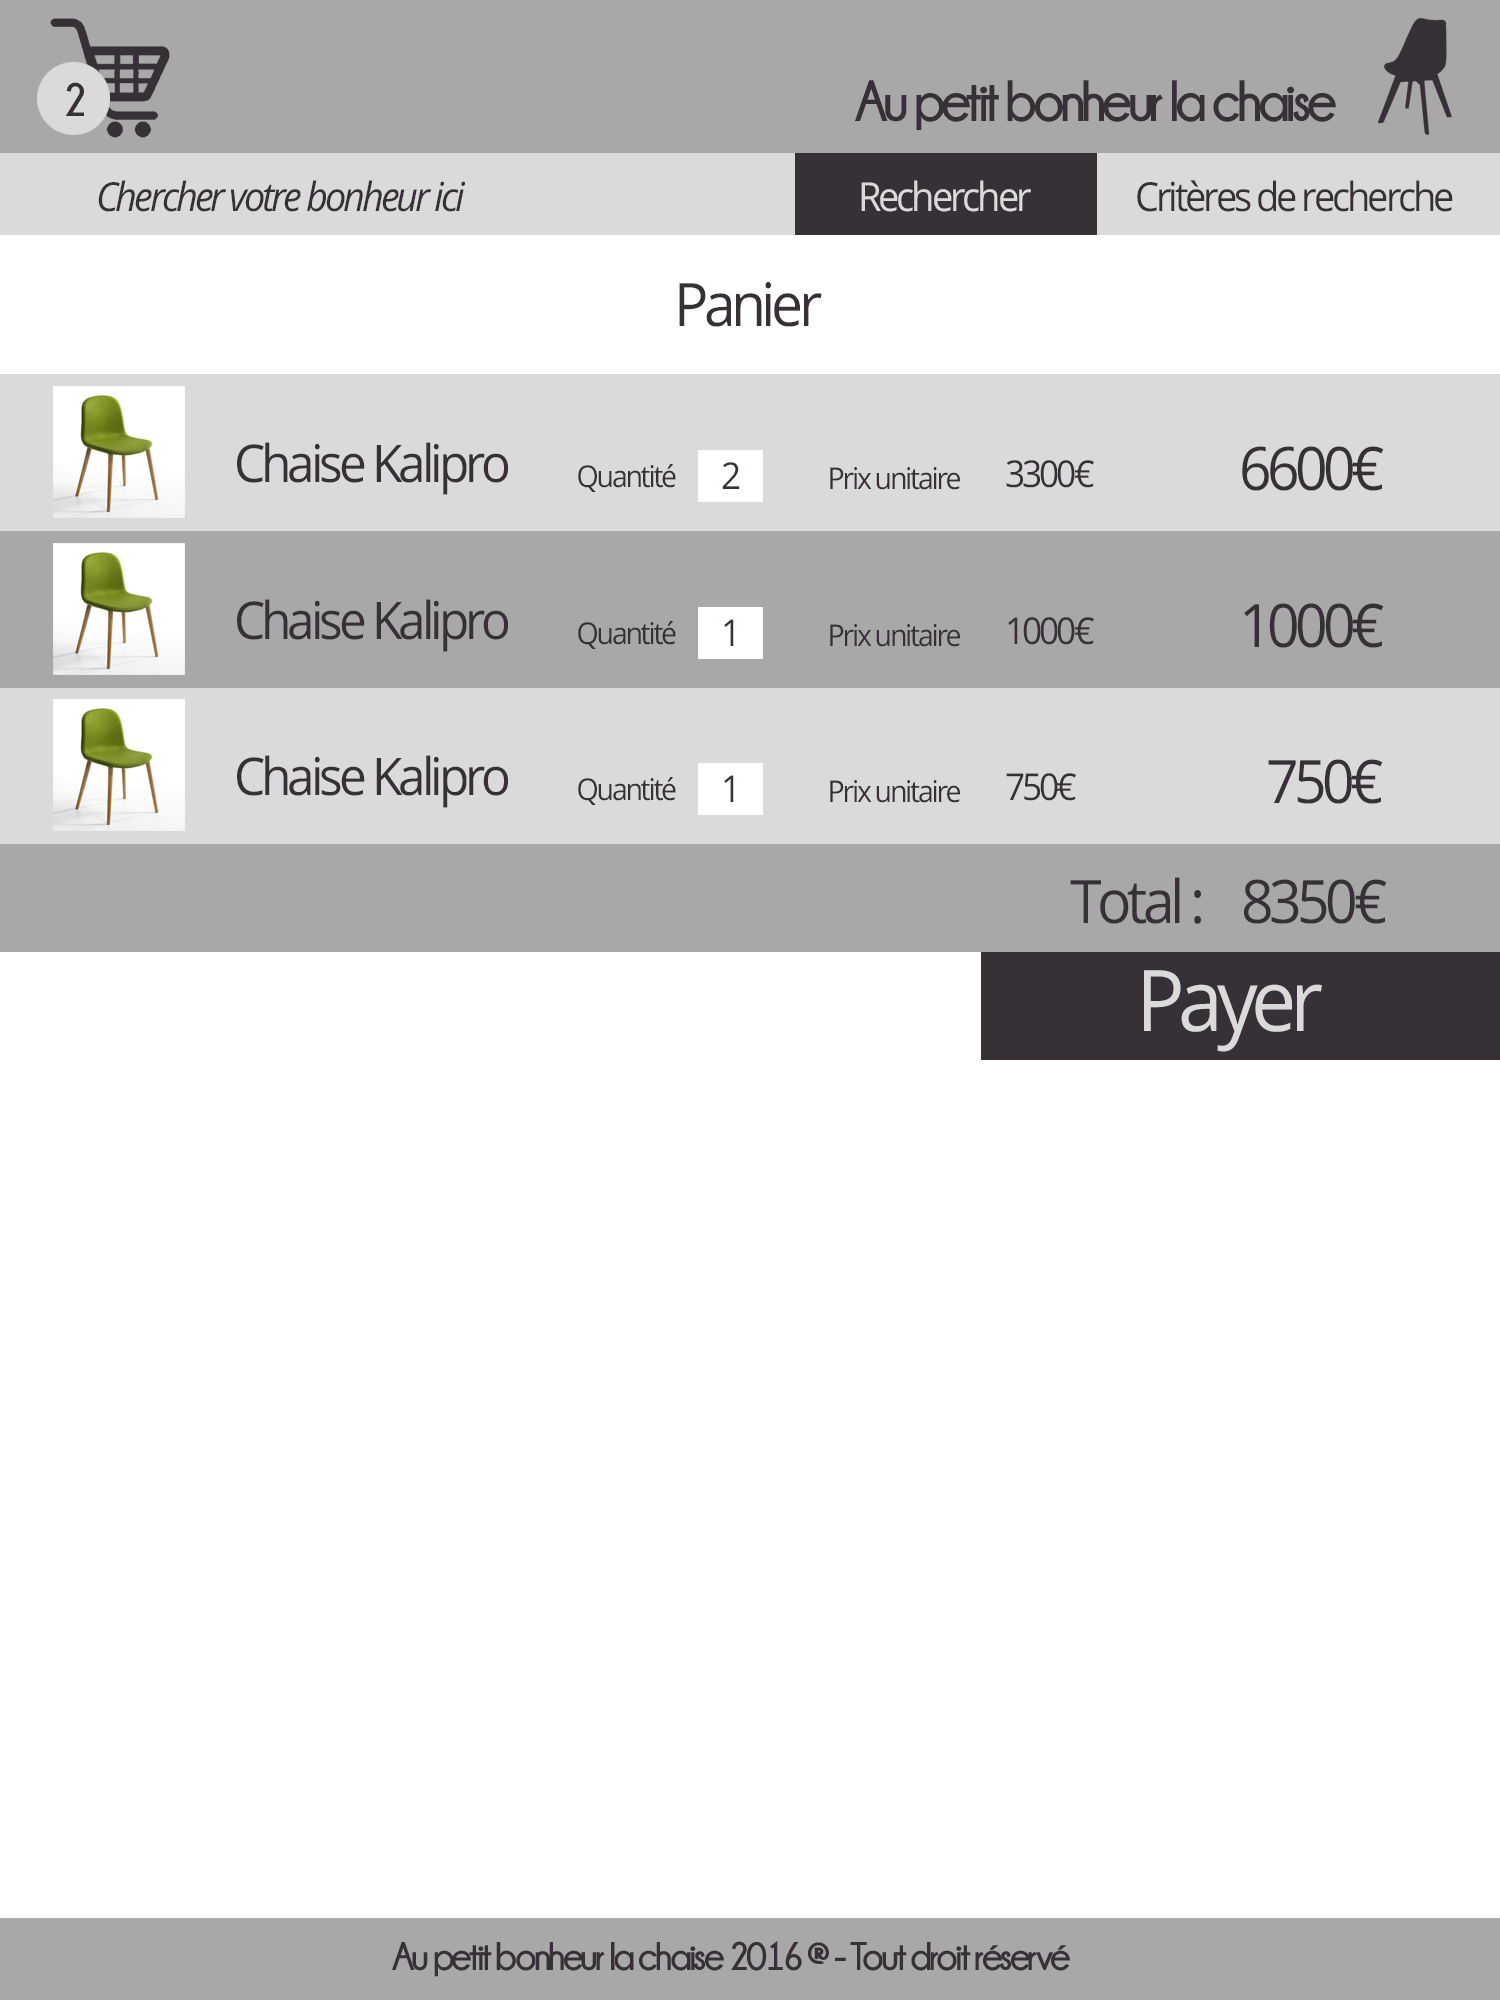 2
Au petit bonheur la chaise
Chercher votre bonheur ici Rechercher Critères de recherche
Panier
Chaise Kalipro Quantité 2 Prix unitaire 3300€ 6600€
Chaise Kalipro Quantité 1 Prix unitaire 1000€ 1000€
Chaise Kalipro Quantité 1 Prix unitaire 750€ 750€
Total : 8350€
Payer
Au petit bonheur la chaise 2016 ® - Tout droit réservé